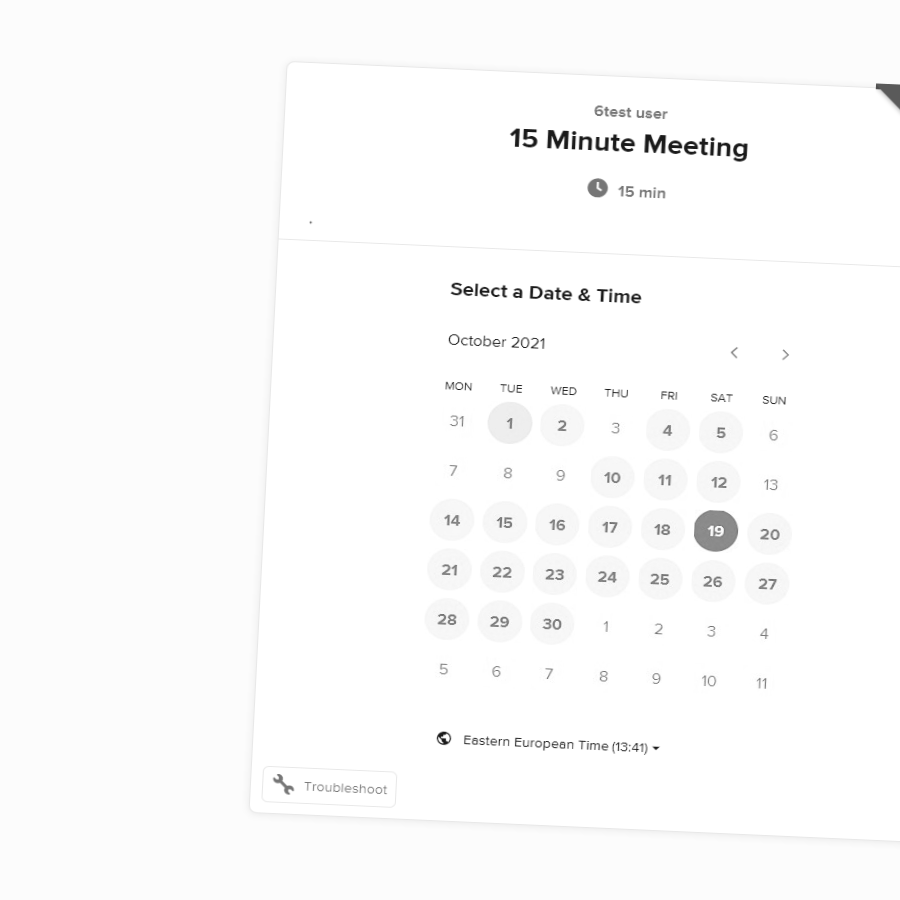 6test user
15 Minute Meeting
15 min
Select a Date & Time
October 2021
MON TUE WED THU FRI SAT SUN
31 1 2 3 4 5 6
7 8 9 10 11 12 13
14 15 16 17 18 19 20
21 22 23 24 25 26 27
28 29 30 1 2 3 4
5 6 7 8 9 10 11
Eastern European Time (13:41)
Troubleshoot